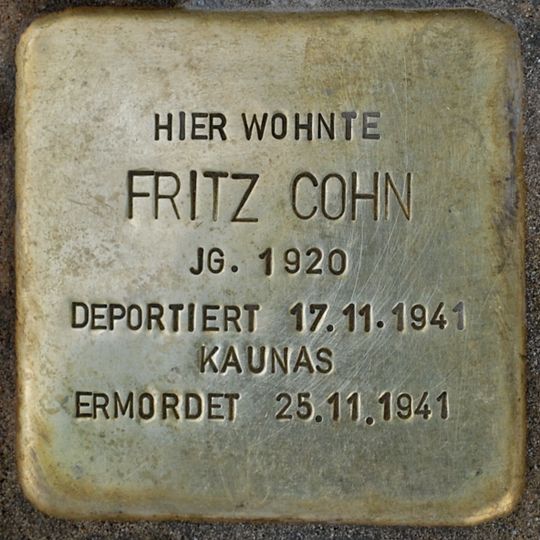 HIER WOHNTE
FRITZ COHN
JG. 1920
DEPORTIERT 17.11.1941
KAUNAS
ERMORDET 25.11.1941